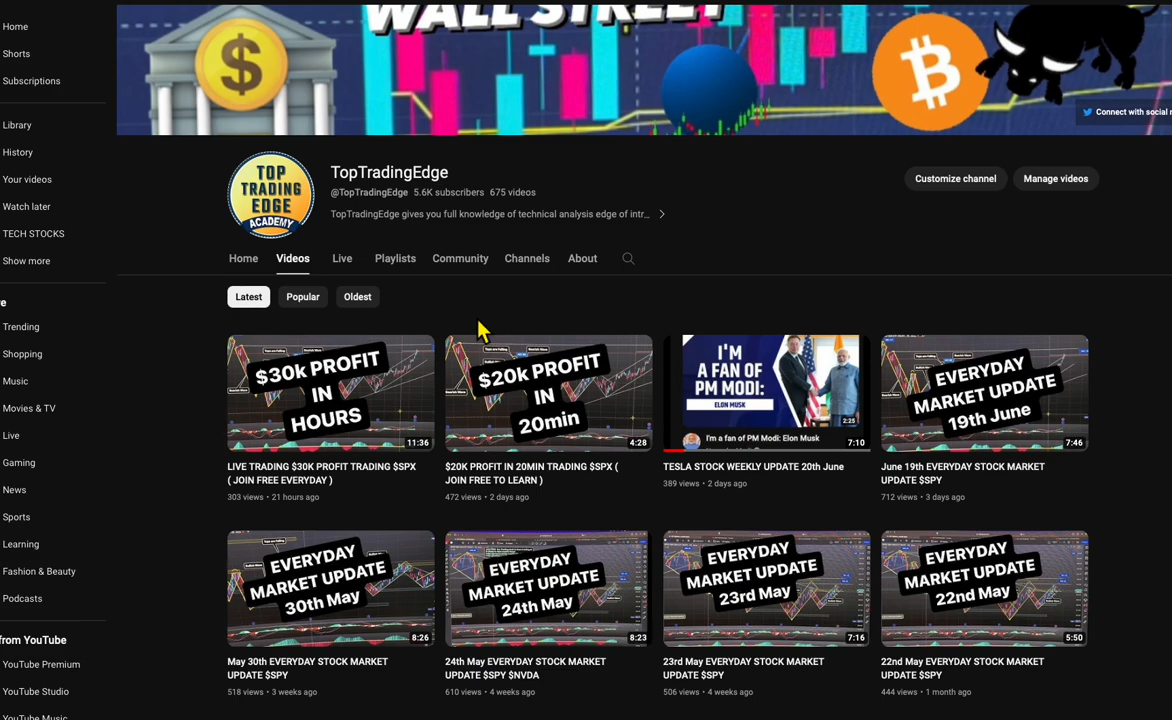 WALL STREET
Home
Shorts
Subscriptions
Library
History
Your videos
Watch later
TECH STOCKS
Show more
Trending
Shopping
Music
Movies & TV
Live
Gaming
News
Sports
Learning
Fashion & Beauty
Podcasts
from YouTube
YouTube Premium
YouTube Studio
YouTube Music
Connect with social
TOP
TRADING
EDGE
ACADEMY
TopTradingEdge
@TopTradingEdge 5.6K subscribers 675 videos
TopTradingEdge gives you full knowledge of technical analysis edge of intr...
Customize channel
Manage videos
Home Videos Live Playlists Community Channels About
Latest Popular Oldest
$30k PROFIT
IN
HOURS
11:36
LIVE TRADING $30K PROFIT TRADING $SPX
( JOIN FREE EVERYDAY )
303 views • 21 hours ago
$20k PROFIT
IN
20min
4:28
$20K PROFIT IN 20MIN TRADING $SPX (
JOIN FREE TO LEARN )
472 views • 2 days ago
I'M
A FAN OF
PM MODI:
ELON MUSK
2:25
I'm a fan of PM Modi: Elon Musk
7:10
TESLA STOCK WEEKLY UPDATE 20th June
389 views • 2 days ago
EVERYDAY
MARKET UPDATE
19th June
7:46
June 19th EVERYDAY STOCK MARKET
UPDATE $SPY
712 views • 3 days ago
EVERYDAY
MARKET UPDATE
30th May
8:26
May 30th EVERYDAY STOCK MARKET
UPDATE $SPY
518 views • 3 weeks ago
EVERYDAY
MARKET UPDATE
24th May
8:23
24th May EVERYDAY STOCK MARKET
UPDATE $SPY $NVDA
610 views • 4 weeks ago
EVERYDAY
MARKET UPDATE
23rd May
7:16
23rd May EVERYDAY STOCK MARKET
UPDATE $SPY
506 views • 4 weeks ago
EVERYDAY
MARKET UPDATE
22nd May
5:50
22nd May EVERYDAY STOCK MARKET
UPDATE $SPY
444 views • 1 month ago